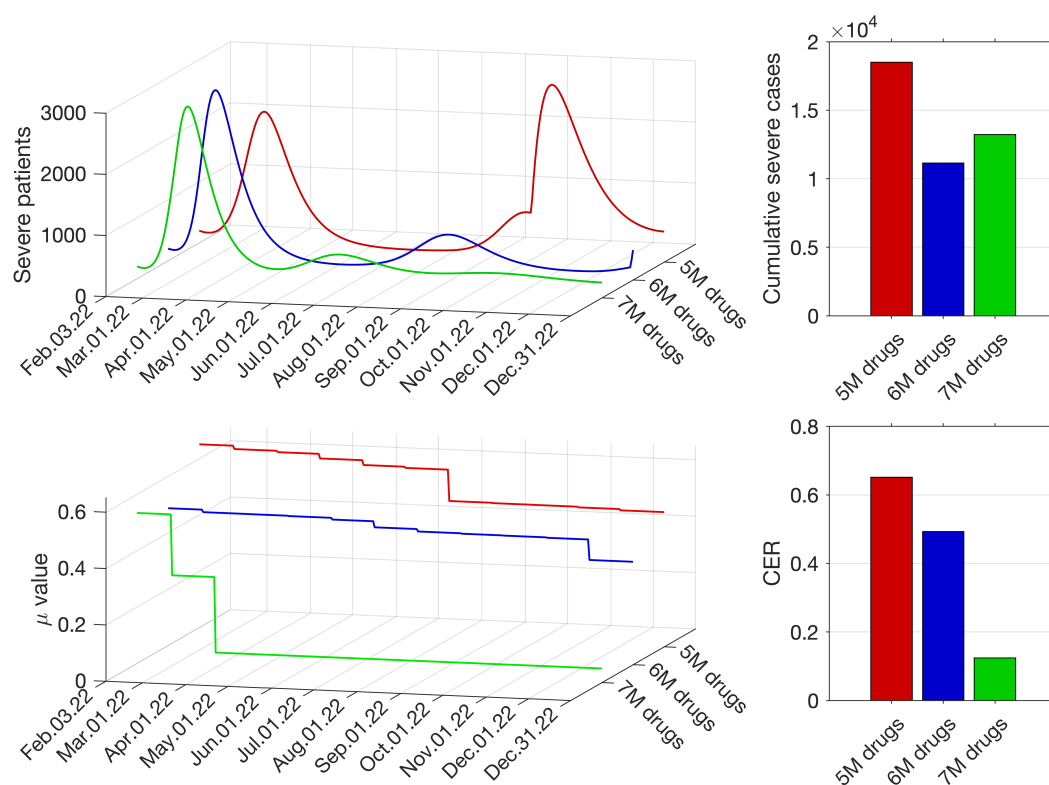 Severe patients
3000
2000
1000
0
Feb.03.22
Mar.01.22
Apr.01.22
May.01.22
Jun.01.22
Jul.01.22
Aug.01.22
Sep.01.22
Oct.01.22
Nov.01.22
Dec.01.22
Dec.31.22
7M drugs
6M drugs
5M drugs
×10⁴
Cumulative severe cases
2
1.5
1
0.5
0
5M drugs
6M drugs
7M drugs
μ value
0.6
0.4
0.2
0
Feb.03.22
Mar.01.22
Apr.01.22
May.01.22
Jun.01.22
Jul.01.22
Aug.01.22
Sep.01.22
Oct.01.22
Nov.01.22
Dec.01.22
Dec.31.22
7M drugs
6M drugs
5M drugs
CER
0.8
0.6
0.4
0.2
0
5M drugs
6M drugs
7M drugs